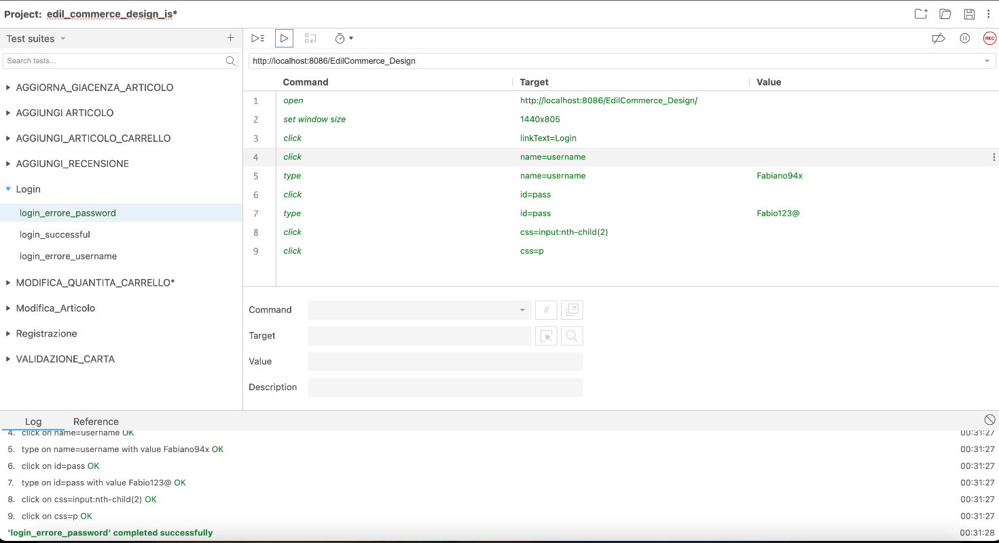 Project: edil_commerce_design_is*
Test suites
Search tests...
AGGIORNA_GIACENZA_ARTICOLO
AGGIUNGI ARTICOLO
AGGIUNGI_ARTICOLO_CARRELLO
AGGIUNGI_RECENSIONE
Login
login_errore_password
login_successful
login_errore_username
MODIFICA_QUANTITA_CARRELLO*
Modifica_Articolo
Registrazione
VALIDAZIONE_CARTA
REC
http://localhost:8086/EdilCommerce_Design
Command Target Value
1 open http://localhost:8086/EdilCommerce_Design/
2 set window size 1440x805
3 click linkText=Login
4 click name=username
5 type name=username Fabiano94x
6 click id=pass
7 type id=pass Fabio123@
8 click css=input:nth-child(2)
9 click css=p
Command //
Target
Value
Description
Log Reference
4. click on name=username OK 00:31:27
5. type on name=username with value Fabiano94x OK 00:31:27
6. click on id=pass OK 00:31:27
7. type on id=pass with value Fabio123@ OK 00:31:27
8. click on css=input:nth-child(2) OK 00:31:27
9. click on css=p OK 00:31:27
'login_errore_password' completed successfully 00:31:28